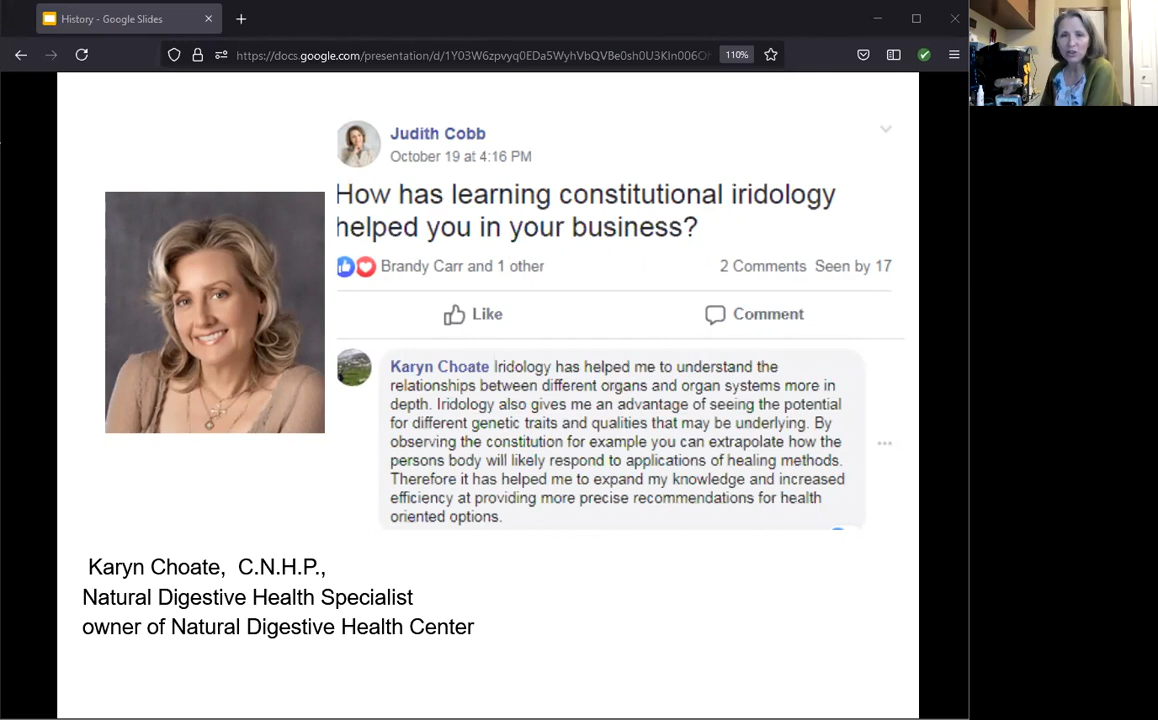 History - Google Slides
https://docs.google.com/presentation/d/1Y03W6zpvyq0EDa5WyhVbQVBe0sh0U3KIn006O
110%
Judith Cobb
October 19 at 4:16 PM
How has learning constitutional iridology
helped you in your business?
Brandy Carr and 1 other 2 Comments Seen by 17
Like Comment
Karyn Choate Iridology has helped me to understand the
relationships between different organs and organ systems more in
depth. Iridology also gives me an advantage of seeing the potential
for different genetic traits and qualities that may be underlying. By
observing the constitution for example you can extrapolate how the
persons body will likely respond to applications of healing methods.
Therefore it has helped me to expand my knowledge and increased
efficiency at providing more precise recommendations for health
oriented options.
Karyn Choate, C.N.H.P.,
Natural Digestive Health Specialist
owner of Natural Digestive Health Center